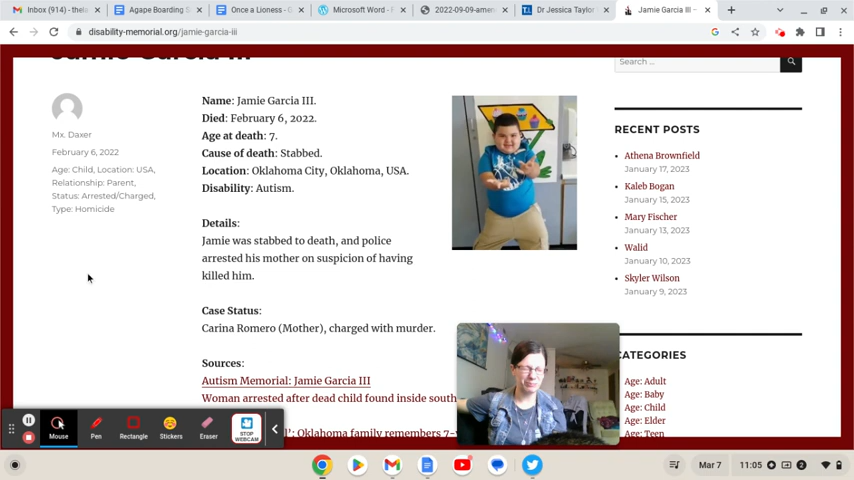 Inbox (914) - thela
Agape Boarding S
Once a Lioness - G
Microsoft Word - F
2022-09-09-amen
Dr Jessica Taylor
Jamie Garcia III –
disability-memorial.org/jamie-garcia-iii
Jamie Garcia III
Search …
Mx. Daxer
February 6, 2022
Age: Child, Location: USA,
Relationship: Parent,
Status: Arrested/Charged,
Type: Homicide
Name: Jamie Garcia III.
Died: February 6, 2022.
Age at death: 7.
Cause of death: Stabbed.
Location: Oklahoma City, Oklahoma, USA.
Disability: Autism.
Details:
Jamie was stabbed to death, and police
arrested his mother on suspicion of having
killed him.
Case Status:
Carina Romero (Mother), charged with murder.
Sources:
Autism Memorial: Jamie Garcia III
Woman arrested after dead child found inside south
Oklahoma family remembers 7-
RECENT POSTS
Athena Brownfield
January 17, 2023
Kaleb Bogan
January 15, 2023
Mary Fischer
January 13, 2023
Walid
January 10, 2023
Skyler Wilson
January 9, 2023
CATEGORIES
Age: Adult
Age: Baby
Age: Child
Age: Elder
Age: Teen
Mouse
Pen
Rectangle
Stickers
Eraser
STOP
WEBCAM
Mar 7
11:05
2